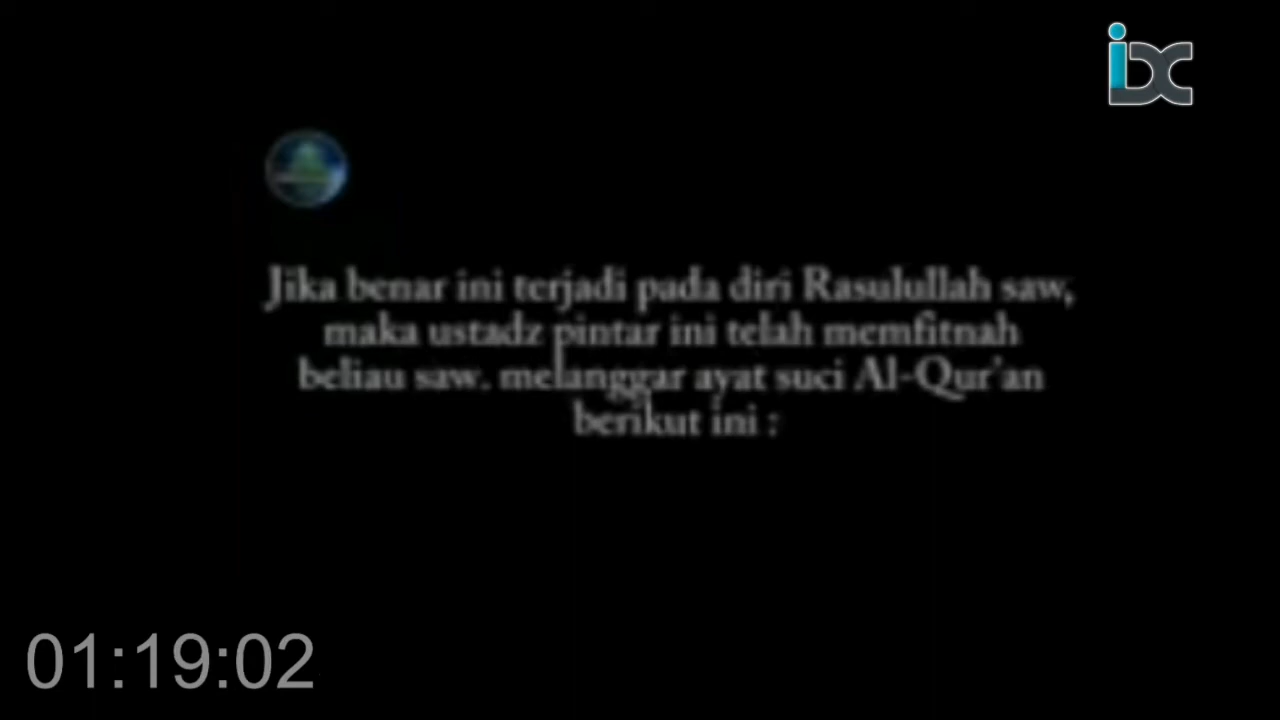 iX
Jika benar ini terjadi pada diri Rasulullah saw,
maka ustadz pintar ini telah memfitnah
beliau saw. melanggar ayat suci Al-Qur'an
berikut ini :
01:19:02